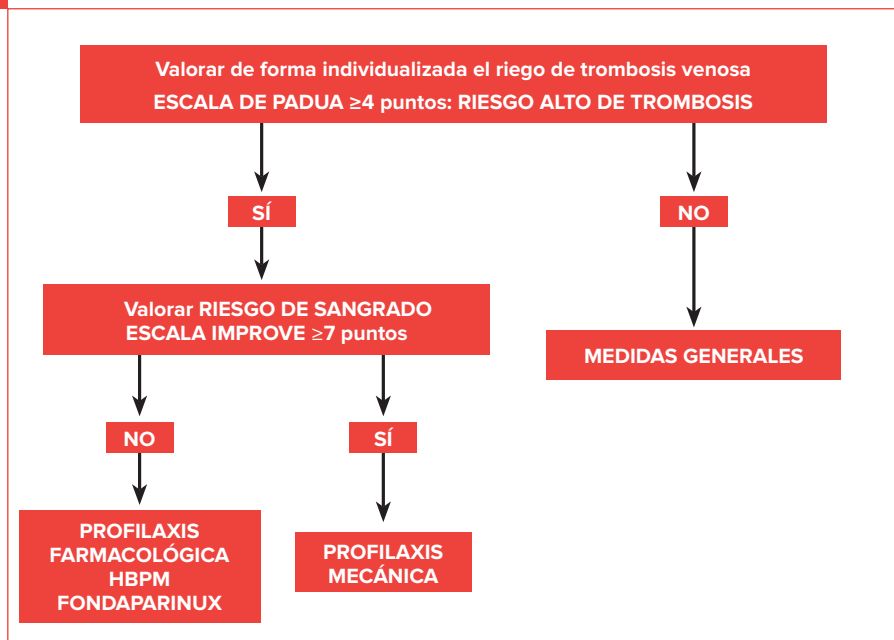 Valorar de forma individualizada el riego de trombosis venosa
ESCALA DE PADUA ≥4 puntos: RIESGO ALTO DE TROMBOSIS
SÍ
NO
Valorar RIESGO DE SANGRADO
ESCALA IMPROVE ≥7 puntos
MEDIDAS GENERALES
NO
SÍ
PROFILAXIS
FARMACOLÓGICA
HBPM
FONDAPARINUX
PROFILAXIS
MECÁNICA